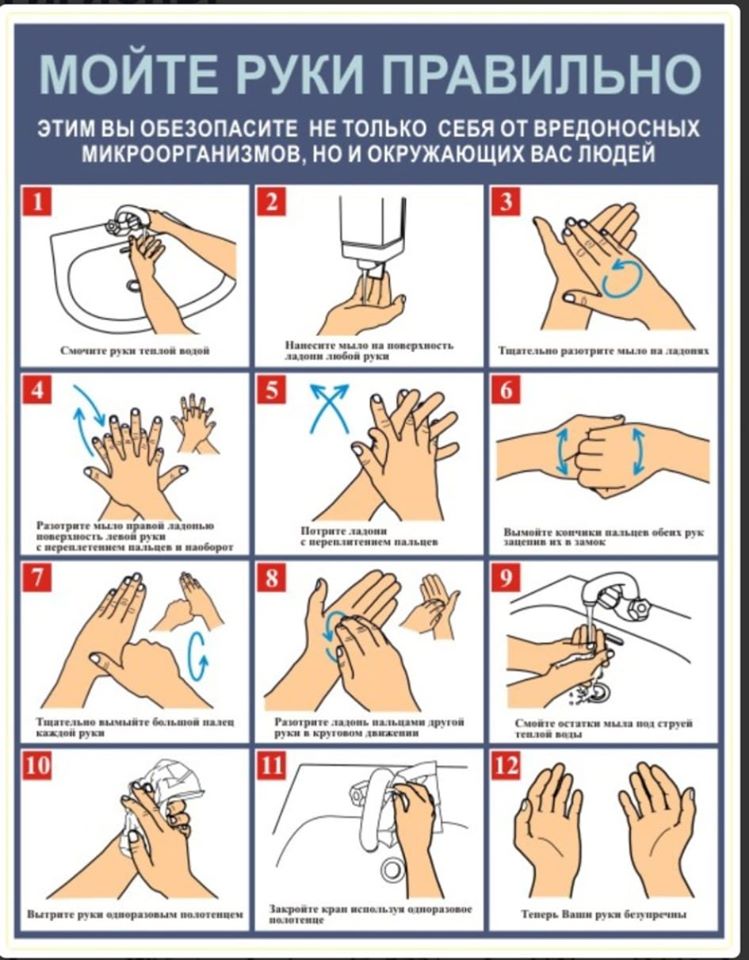 МОЙТЕ РУКИ ПРАВИЛЬНО
ЭТИМ ВЫ ОБЕЗОПАСИТЕ НЕ ТОЛЬКО СЕБЯ ОТ ВРЕДОНОСНЫХ
МИКРООРГАНИЗМОВ, НО И ОКРУЖАЮЩИХ ВАС ЛЮДЕЙ
1
Смочите руки теплой водой
2
Нанесите мыло на поверхность
ладони любой руки
3
Тщательно разотрите мыло на ладонях
4
Разотрите мыло правой ладонью
поверхность левой руки
с переплетением пальцев и наоборот
5
Потрите ладони
с переплитением пальцев
6
Вымойте кончики пальцев обеих рук
зацепив их в замок
7
Тщательно вымыйте большой палец
каждой руки
8
Разотрите ладонь пальцами другой
руки в круговом движении
9
Смойте остатки мыла под струей
теплой воды
10
Вытрите руки одноразовым полотенцем
11
Закройте кран используя одноразовое
полотенце
12
Теперь Ваши руки безупречны